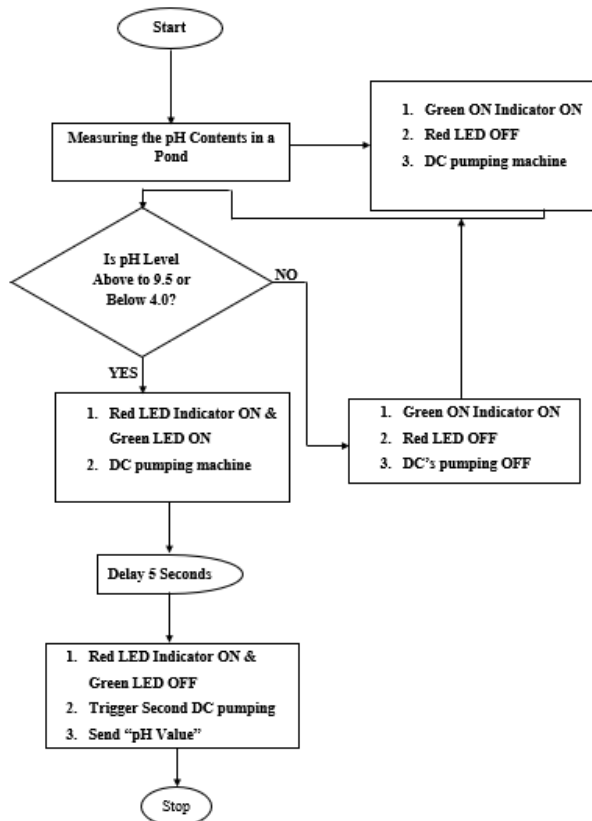 Start
Measuring the pH Contents in a
Pond
1. Green ON Indicator ON
2. Red LED OFF
3. DC pumping machine
Is pH Level
Above to 9.5 or
Below 4.0?
NO
YES
1. Red LED Indicator ON &
Green LED ON
2. DC pumping machine
1. Green ON Indicator ON
2. Red LED OFF
3. DC's pumping OFF
Delay 5 Seconds
1. Red LED Indicator ON &
Green LED OFF
2. Trigger Second DC pumping
3. Send “pH Value”
Stop